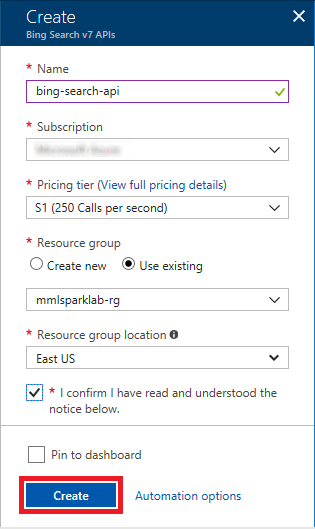 Create
Bing Search v7 APIs
* Name
bing-search-api
* Subscription
* Pricing tier (View full pricing details)
S1 (250 Calls per second)
* Resource group
Create new Use existing
mmlsparklab-rg
* Resource group location
East US
* I confirm I have read and understood the
notice below.
Pin to dashboard
Create Automation options